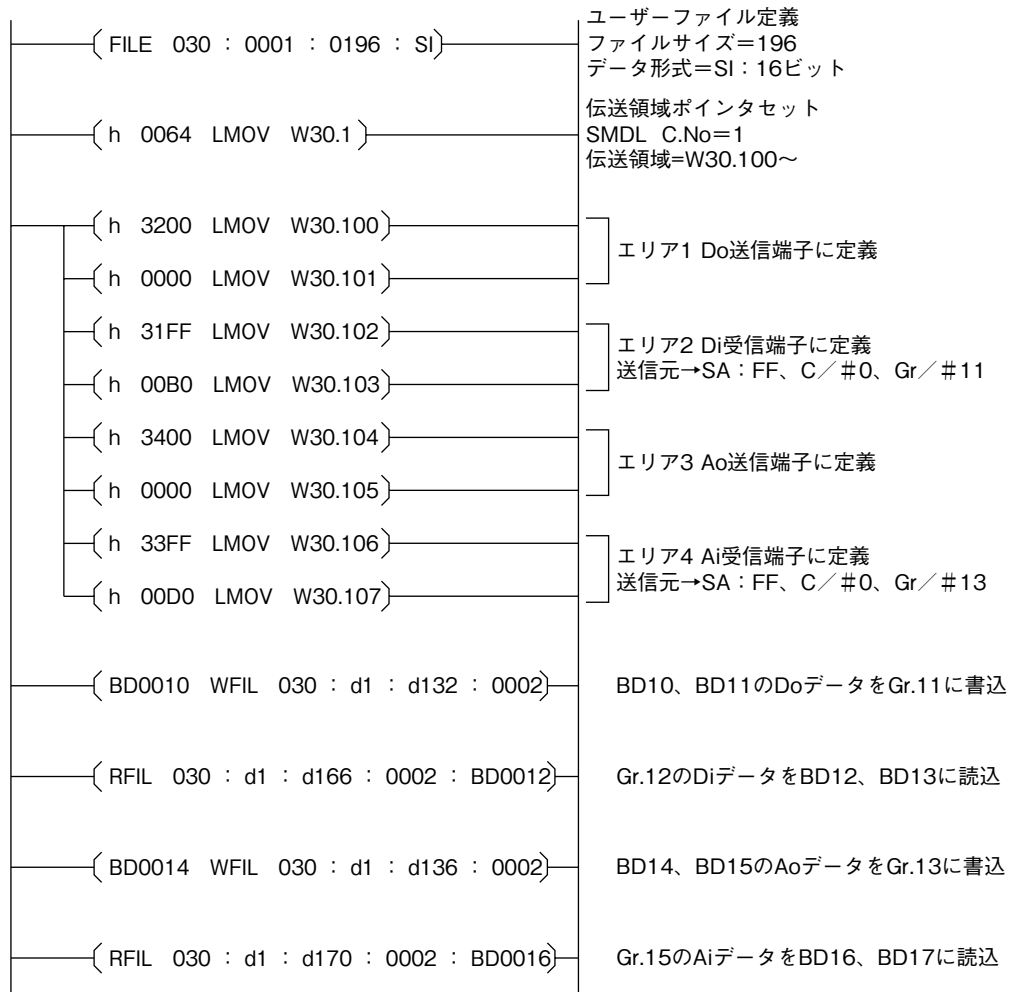 FILE 030：0001：0196：SI
ユーザーファイル定義
ファイルサイズ＝196
データ形式＝SI：16ビット
h 0064 LMOV W30.1
伝送領域ポインタセット
SMDL C.No＝1
伝送領域=W30.100～
h 3200 LMOV W30.100
h 0000 LMOV W30.101
エリア1 Do送信端子に定義
h 31FF LMOV W30.102
h 00B0 LMOV W30.103
エリア2 Di受信端子に定義
送信元→SA：FF、C／＃0、Gr／＃11
h 3400 LMOV W30.104
h 0000 LMOV W30.105
エリア3 Ao送信端子に定義
h 33FF LMOV W30.106
h 00D0 LMOV W30.107
エリア4 Ai受信端子に定義
送信元→SA：FF、C／＃0、Gr／＃13
BD0010 WFIL 030：d1：d132：0002
BD10、BD11のDoデータをGr.11に書込
RFIL 030：d1：d166：0002：BD0012
Gr.12のDiデータをBD12、BD13に読込
BD0014 WFIL 030：d1：d136：0002
BD14、BD15のAoデータをGr.13に書込
RFIL 030：d1：d170：0002：BD0016
Gr.15のAiデータをBD16、BD17に読込